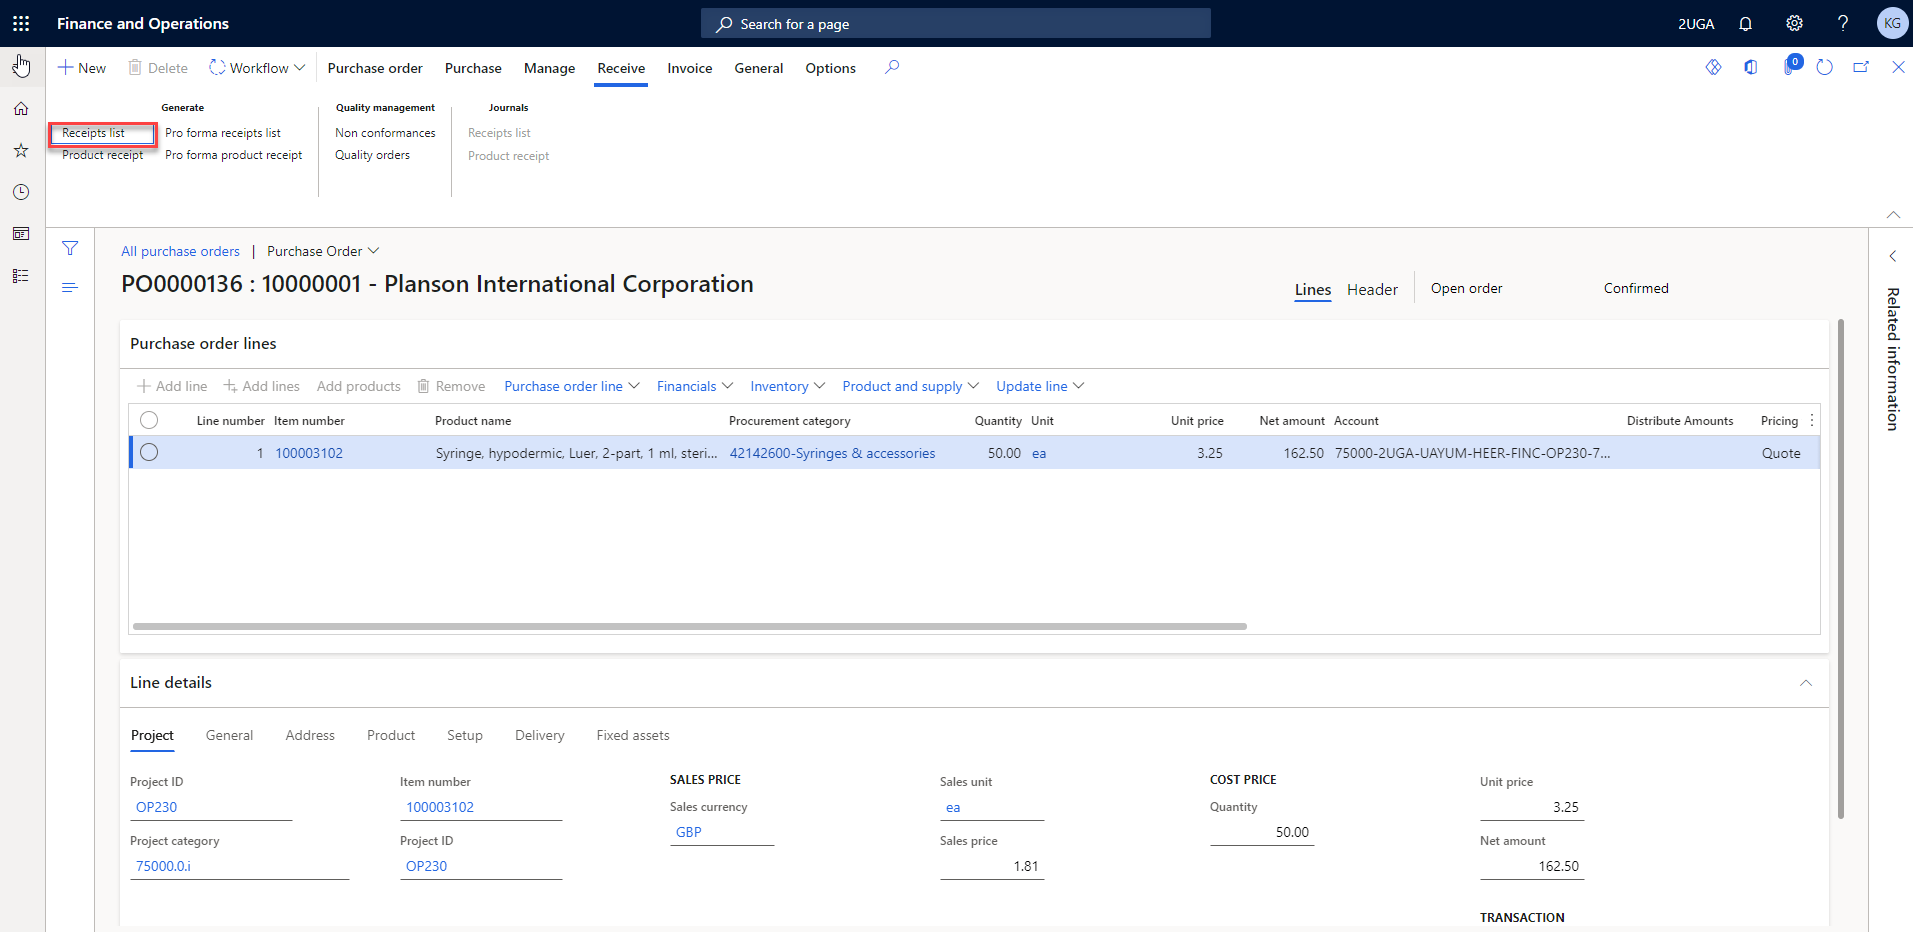 Finance and Operations
Search for a page
2UGA
KG
New
Delete
Workflow
Purchase order
Purchase
Manage
Receive
Invoice
General
Options
0
Generate
Quality management
Journals
Receipts list
Pro forma receipts list
Non conformances
Receipts list
Product receipt
Pro forma product receipt
Quality orders
Product receipt
All purchase orders | Purchase Order
PO0000136 : 10000001 - Planson International Corporation
Lines
Header
Open order
Confirmed
Related information
Purchase order lines
Add line
Add lines
Add products
Remove
Purchase order line
Financials
Inventory
Product and supply
Update line
Line number
Item number
Product name
Procurement category
Quantity
Unit
Unit price
Net amount
Account
Distribute Amounts
Pricing
1
100003102
Syringe, hypodermic, Luer, 2-part, 1 ml, steri...
42142600-Syringes & accessories
50.00
ea
3.25
162.50
75000-2UGA-UAYUM-HEER-FINC-OP230-7...
Quote
Line details
Project
General
Address
Product
Setup
Delivery
Fixed assets
Project ID
OP230
Project category
75000.0.i
Item number
100003102
Project ID
OP230
SALES PRICE
Sales currency
GBP
Sales unit
ea
Sales price
1.81
COST PRICE
Quantity
50.00
Unit price
3.25
Net amount
162.50
TRANSACTION